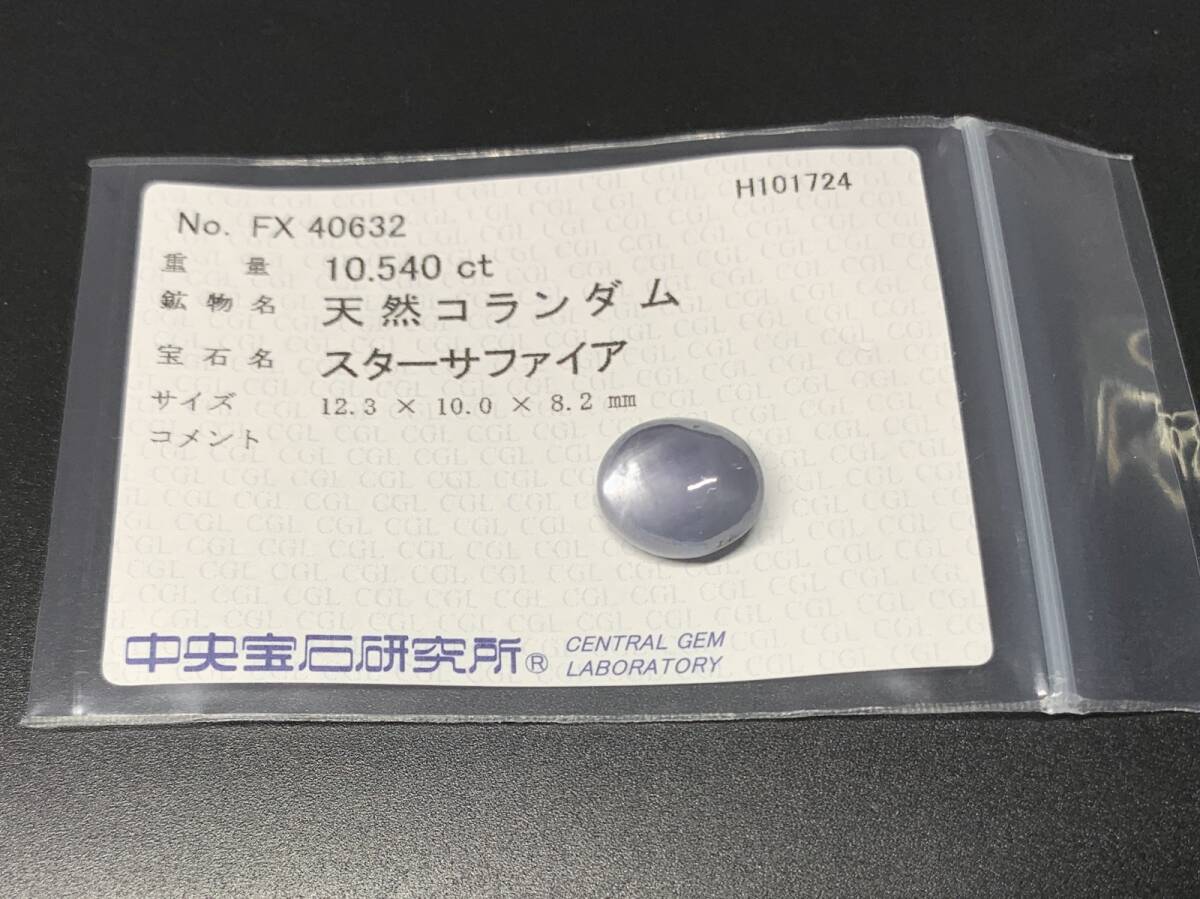 H101724
No. FX 40632
重量 10.540 ct
鉱物名 天然コランダム
宝石名 スターサファイア
サイズ 12.3 × 10.0 × 8.2 mm
コメント
中央宝石研究所® CENTRAL GEM
LABORATORY